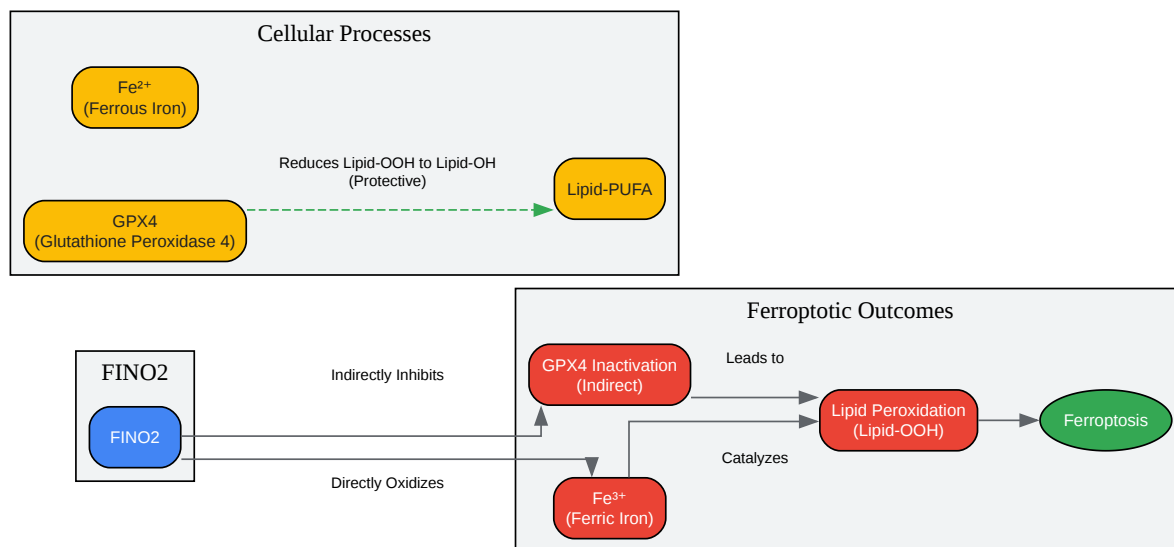 Cellular Processes
Fe²⁺
(Ferrous Iron)
Reduces Lipid-OOH to Lipid-OH
(Protective)
Lipid-PUFA
GPX4
(Glutathione Peroxidase 4)
Ferroptotic Outcomes
FINO2
FINO2
Indirectly Inhibits
Directly Oxidizes
GPX4 Inactivation
(Indirect)
Leads to
Lipid Peroxidation
(Lipid-OOH)
Ferroptosis
Catalyzes
Fe³⁺
(Ferric Iron)